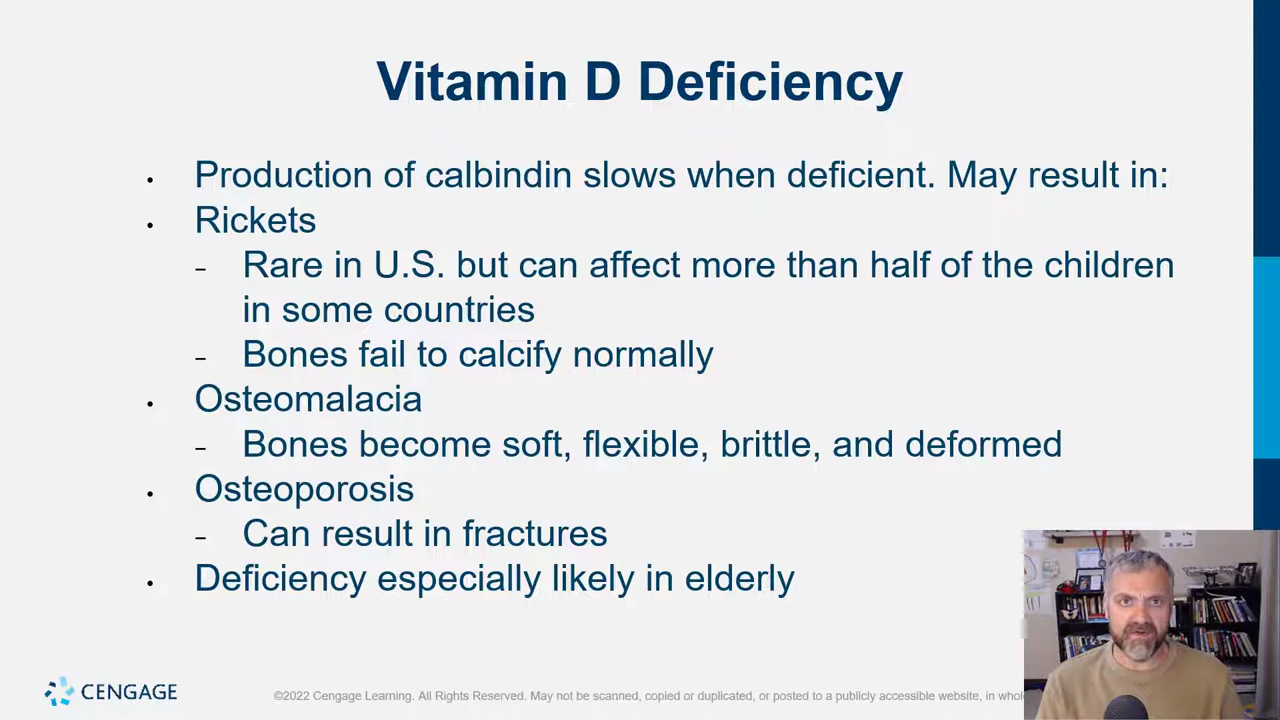 Vitamin D Deficiency
• Production of calbindin slows when deficient. May result in:
• Rickets
– Rare in U.S. but can affect more than half of the children
in some countries
– Bones fail to calcify normally
• Osteomalacia
– Bones become soft, flexible, brittle, and deformed
• Osteoporosis
– Can result in fractures
• Deficiency especially likely in elderly
CENGAGE
©2022 Cengage Learning. All Rights Reserved. May not be scanned, copied or duplicated, or posted to a publicly accessible website, in